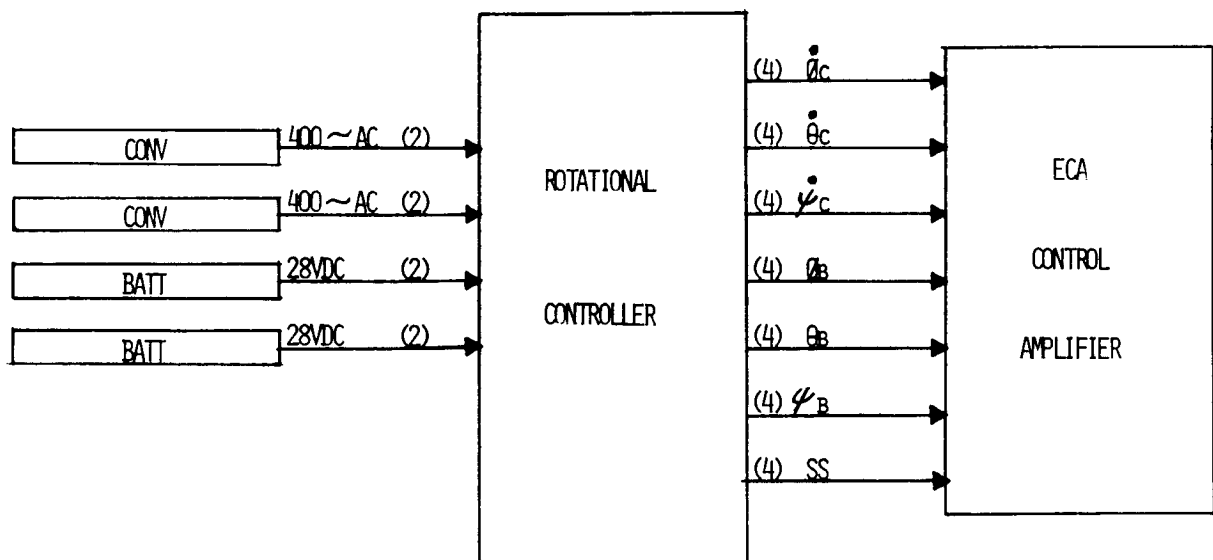 CONV 400~AC (2)
CONV 400~AC (2)
BATT 28VDC (2)
BATT 28VDC (2)
ROTATIONAL
CONTROLLER
(4) Ø̇C
(4) θ̇C
(4) ψ̇C
(4) ØB
(4) θB
(4) ψB
(4) SS
ECA
CONTROL
AMPLIFIER